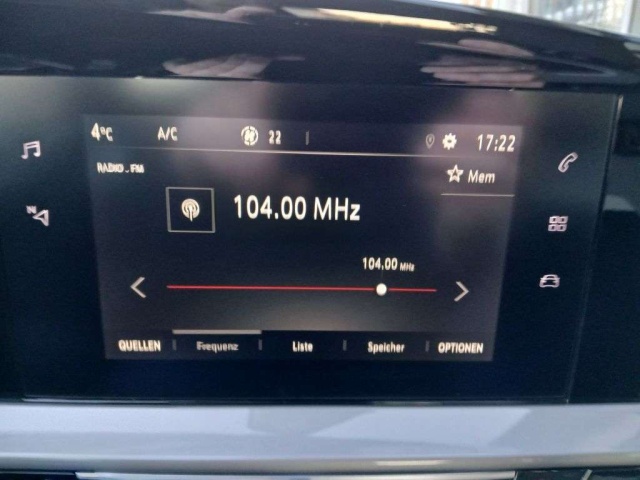 4°C A/C 22 17:22
RADIO . FM
Mem
104.00 MHz
104.00 MHz
QUELLEN Frequenz Liste Speicher OPTIONEN
N